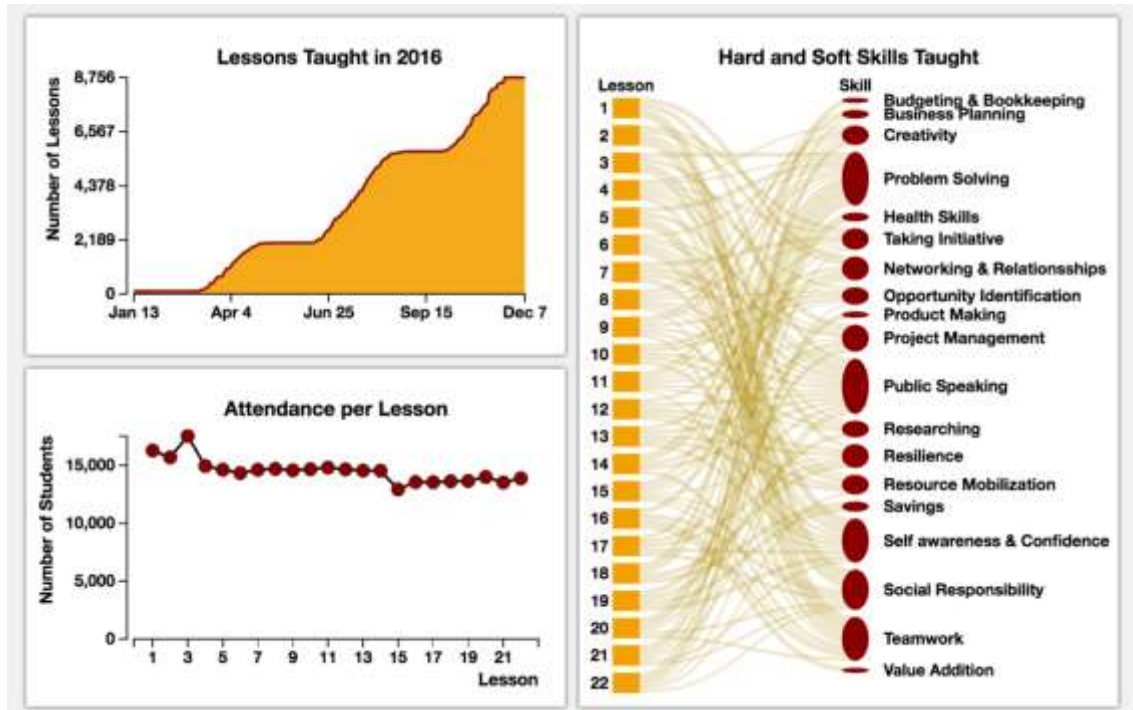 Lessons Taught in 2016
Number of Lessons
8,756
6,567
4,378
2,189
0
Jan 13
Apr 4
Jun 25
Sep 15
Dec 7
Attendance per Lesson
Number of Students
15,000
10,000
5,000
0
1
3
5
7
9
11
13
15
17
19
21
Lesson
Hard and Soft Skills Taught
Lesson
1
2
3
4
5
6
7
8
9
10
11
12
13
14
15
16
17
18
19
20
21
22
Skill
Budgeting & Bookkeeping
Business Planning
Creativity
Problem Solving
Health Skills
Taking Initiative
Networking & Relationsships
Opportunity Identification
Product Making
Project Management
Public Speaking
Researching
Resilience
Resource Mobilization
Savings
Self awareness & Confidence
Social Responsibility
Teamwork
Value Addition